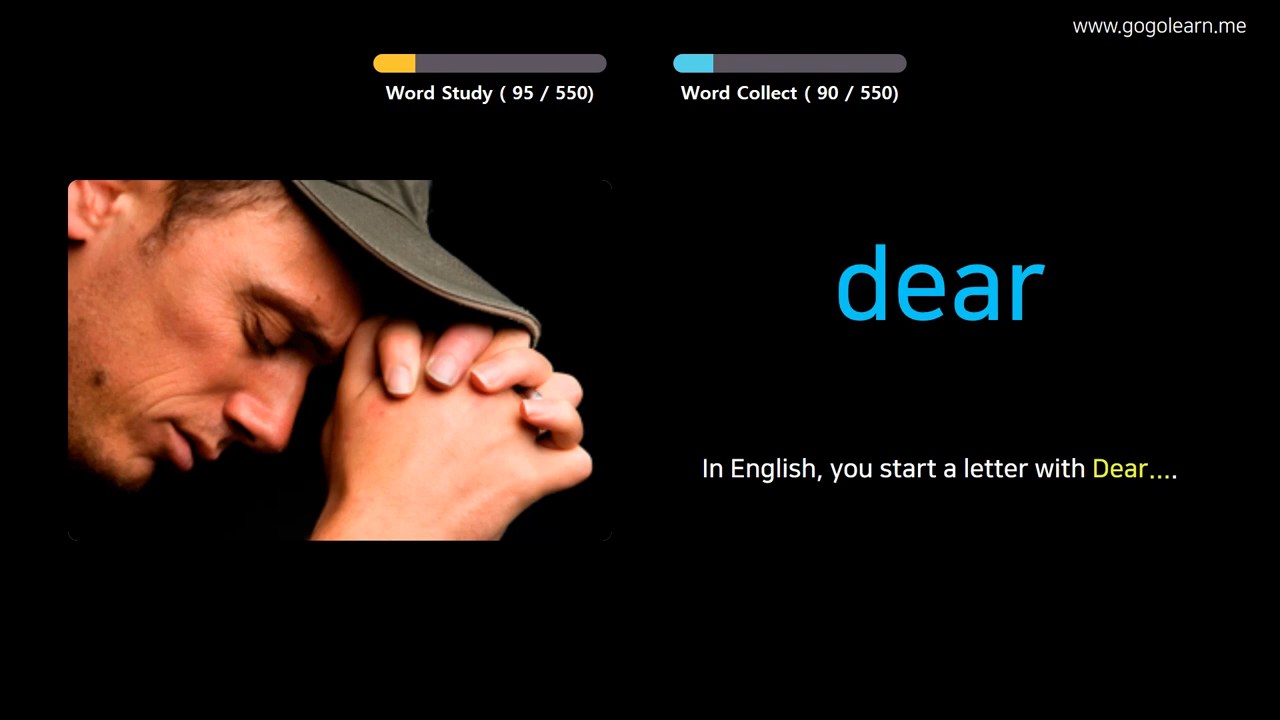 www.gogolearn.me
Word Study ( 95 / 550)
Word Collect ( 90 / 550)
dear
In English, you start a letter with Dear....